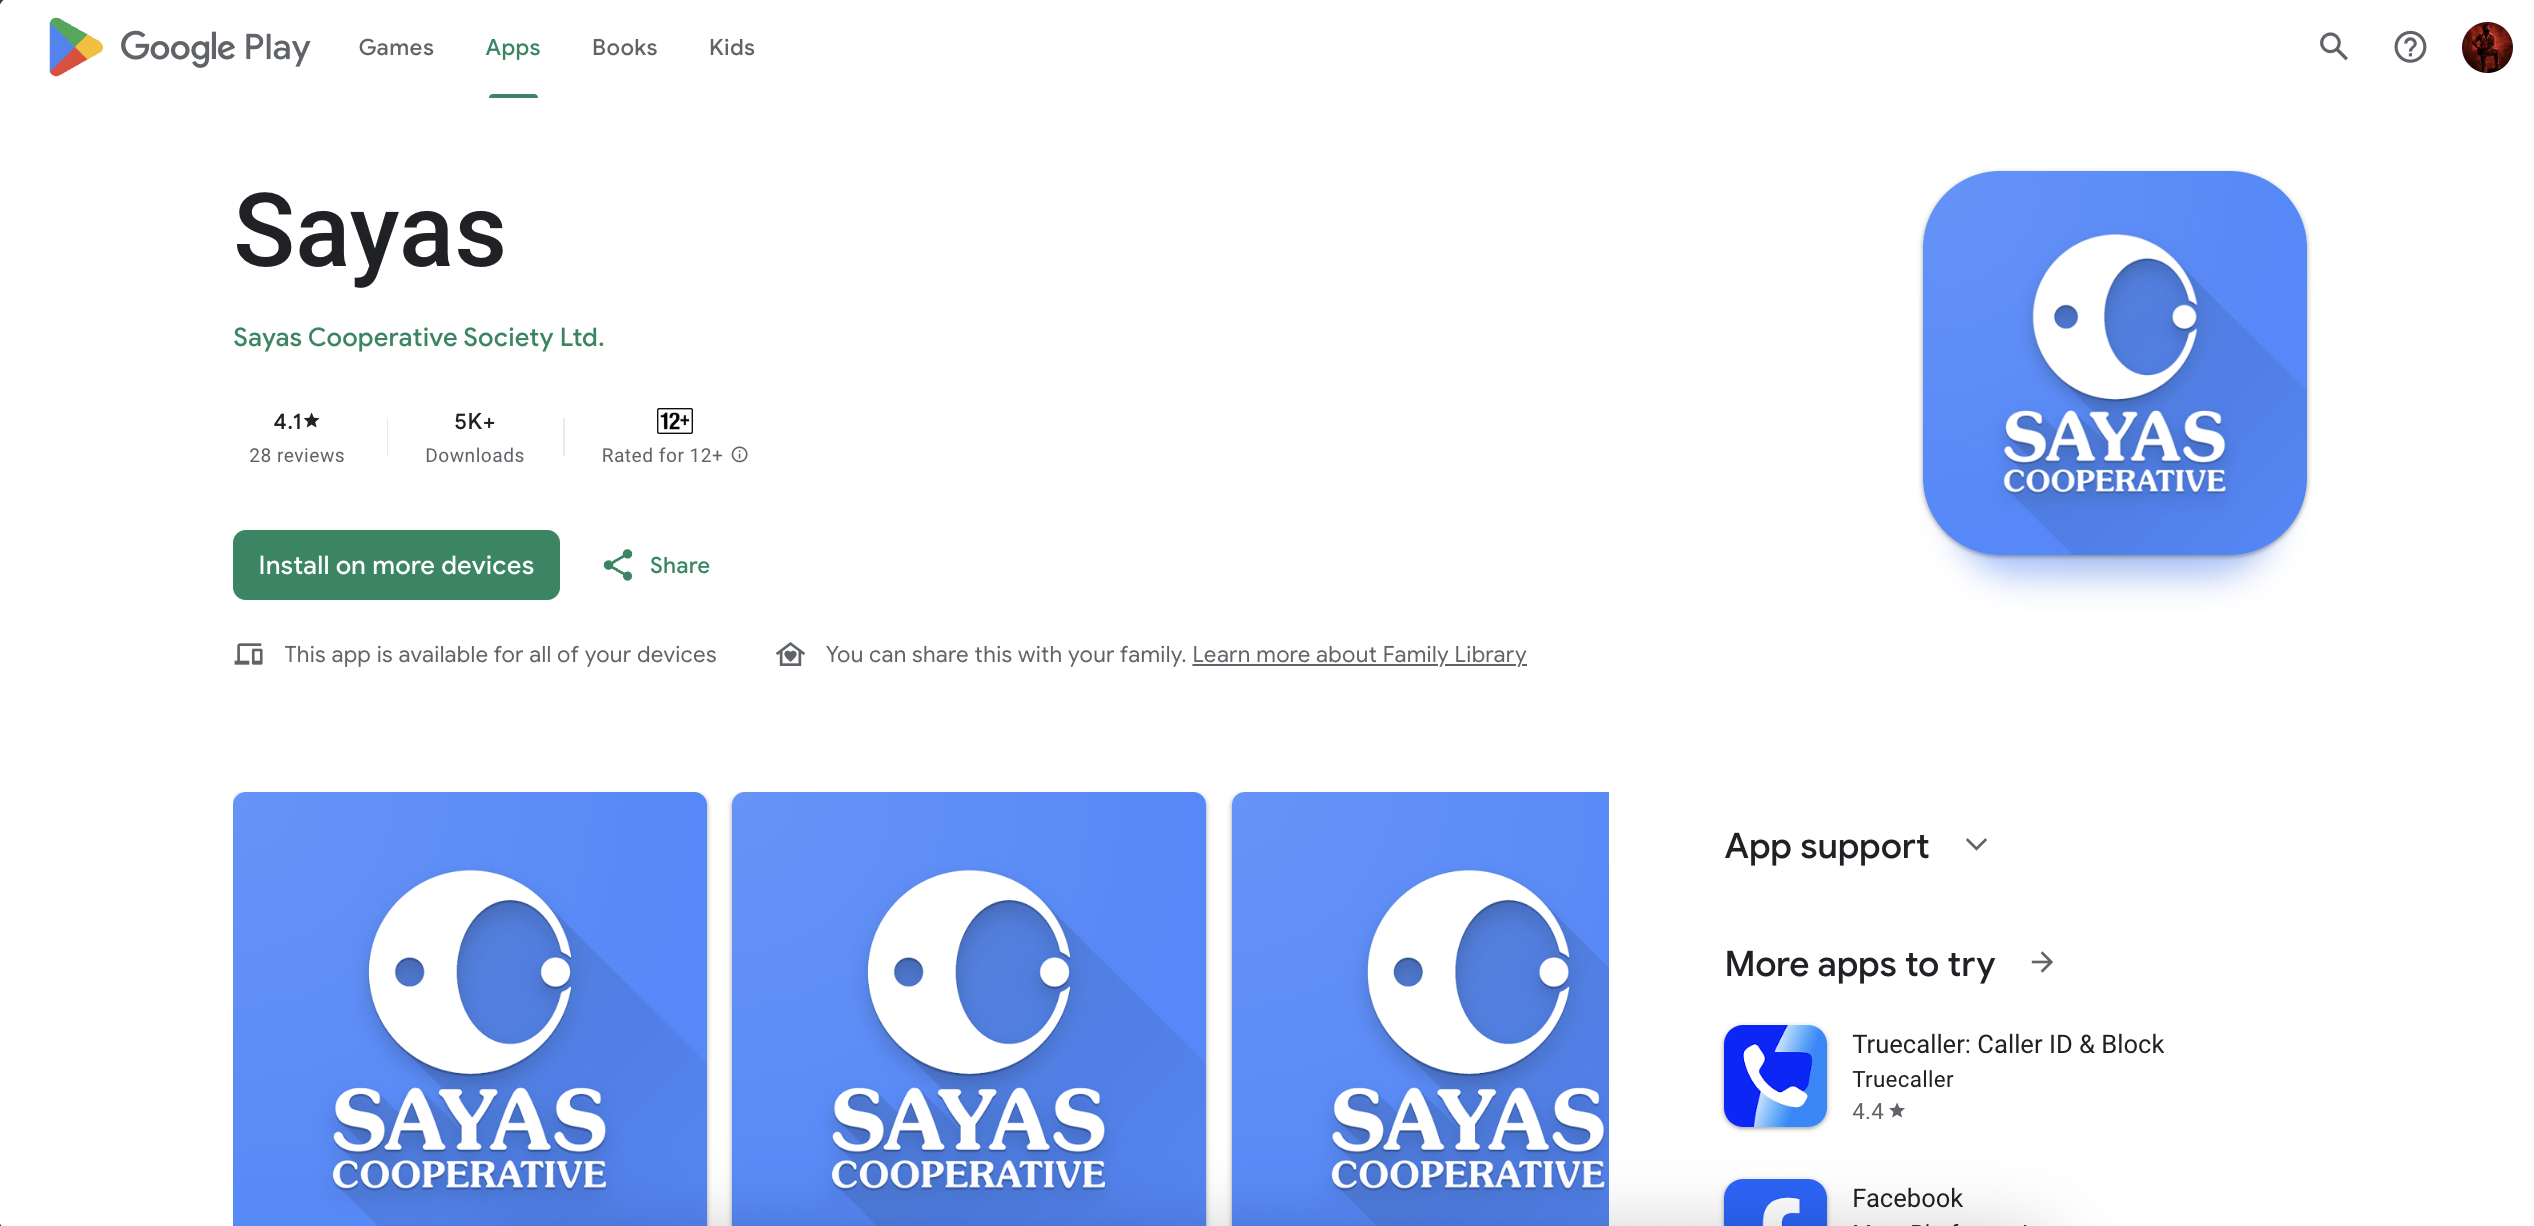 Google Play
Games
Apps
Books
Kids
Sayas
Sayas Cooperative Society Ltd.
4.1★
28 reviews
5K+
Downloads
12+
Rated for 12+
Install on more devices
Share
This app is available for all of your devices
You can share this with your family. Learn more about Family Library
SAYAS
COOPERATIVE
SAYAS
COOPERATIVE
SAYAS
COOPERATIVE
SAYAS
COOPERATIVE
App support
More apps to try
Truecaller: Caller ID & Block
Truecaller
4.4★
Facebook